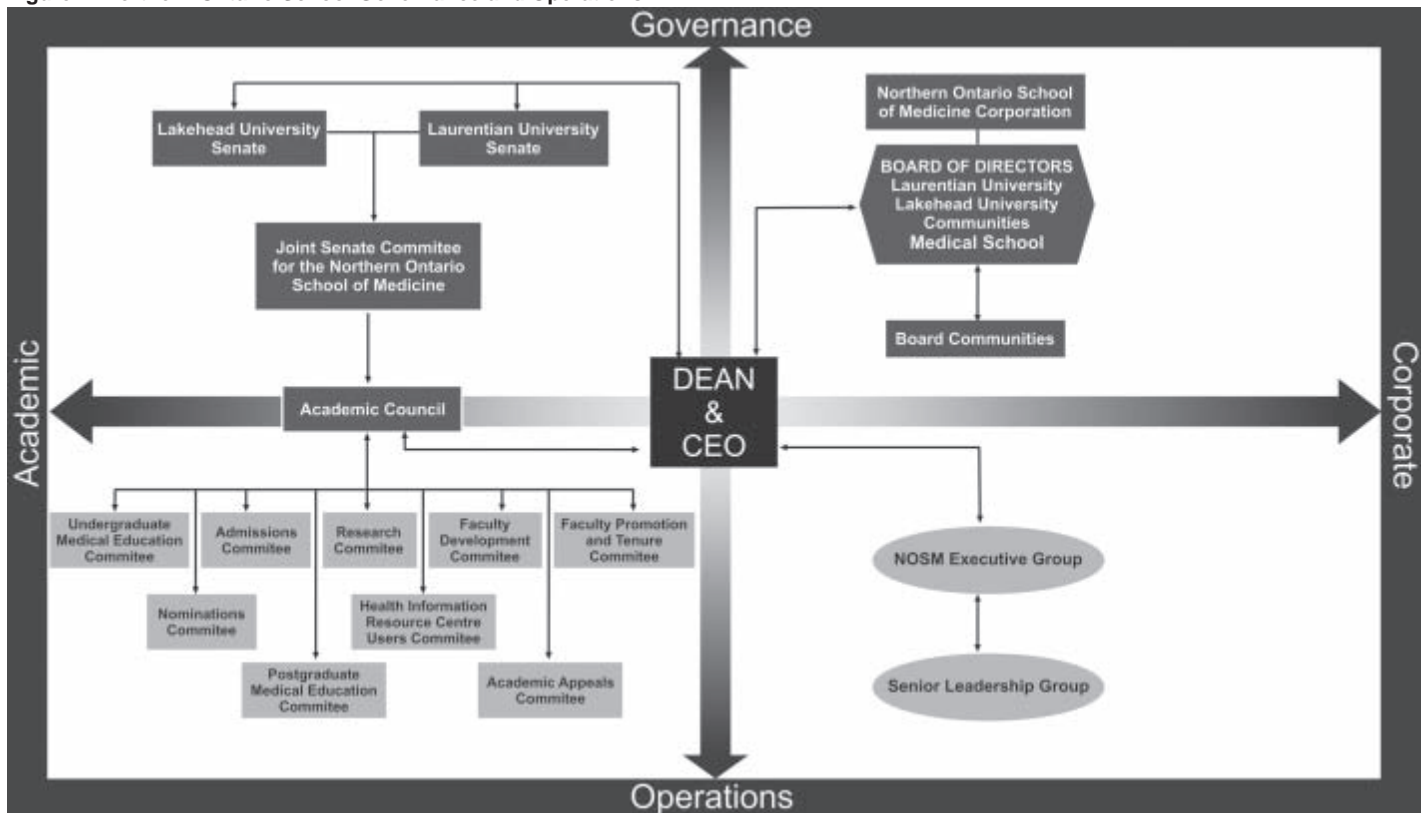 Governance
Academic
Corporate
Operations
Lakehead University
Senate
Laurentian University
Senate
Joint Senate Commitee
for the Northern Ontario
School of Medicine
Academic Council
Northern Ontario School
of Medicine Corporation
BOARD OF DIRECTORS
Laurentian University
Lakehead University
Communities
Medical School
Board Communities
DEAN
&
CEO
Undergraduate
Medical Education
Commitee
Admissions
Commitee
Research
Commitee
Faculty
Development
Commitee
Faculty Promotion
and Tenure
Commitee
Nominations
Commitee
Health Information
Resource Centre
Users Commitee
Postgraduate
Medical Education
Commitee
Academic Appeals
Commitee
NOSM Executive Group
Senior Leadership Group